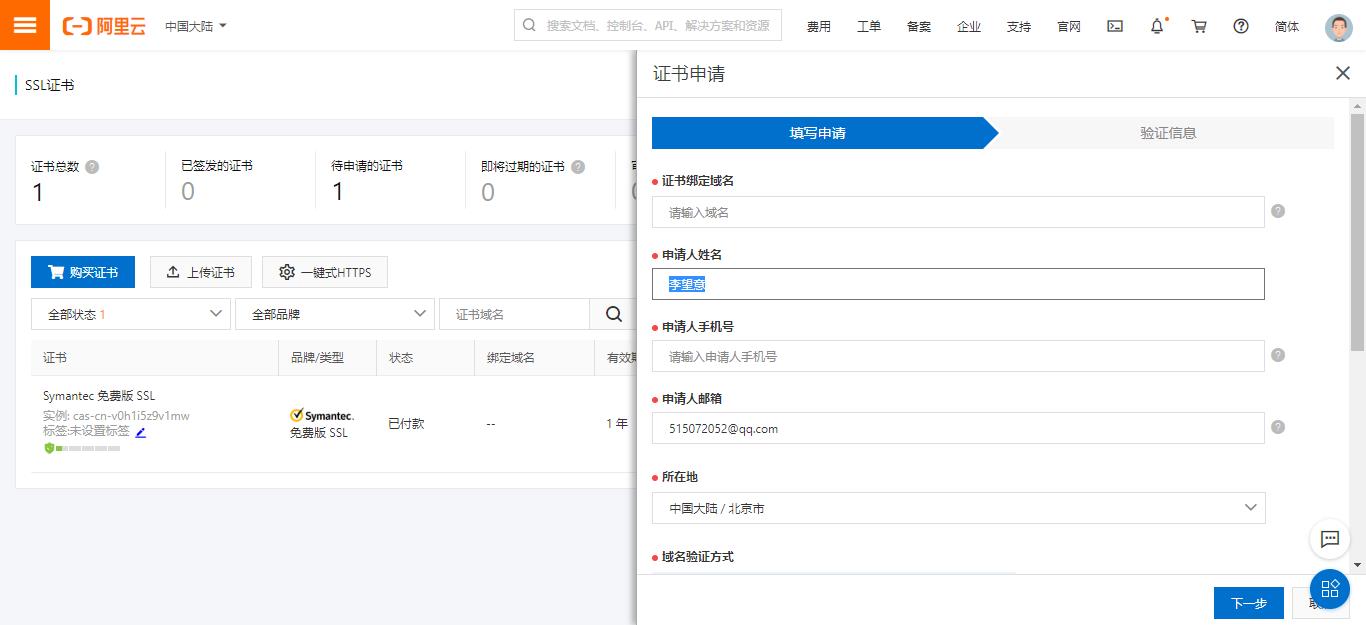 阿里云 中国大陆 搜索文档、控制台、API、解决方案和资源 费用 工单 备案 企业 支持 官网 简体
SSL证书
证书总数 已签发的证书 待申请的证书 即将过期的证书
1 0 1 0
购买证书 上传证书 一键式HTTPS
全部状态 1 全部品牌 证书域名
证书 品牌/类型 状态 绑定域名
Symantec 免费版 SSL
实例: cas-cn-v0h1i5z9v1mw
标签:未设置标签
Symantec.
免费版 SSL
已付款 -- 1 年
证书申请
填写申请 验证信息
证书绑定域名
请输入域名
申请人姓名
李望意
申请人手机号
请输入申请人手机号
申请人邮箱
515072052@qq.com
所在地
中国大陆 / 北京市
域名验证方式
下一步